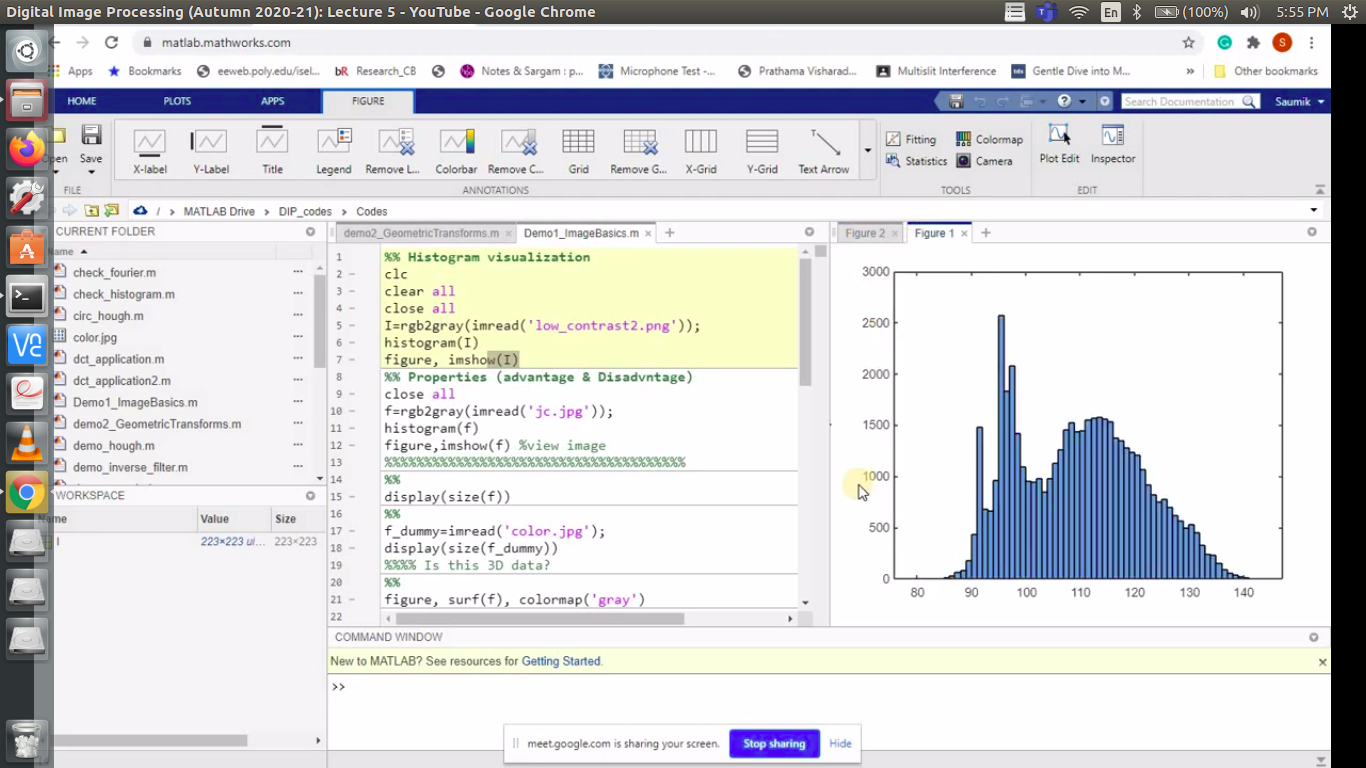 Digital Image Processing (Autumn 2020-21): Lecture 5 - YouTube - Google Chrome
En (100%) 5:55 PM
matlab.mathworks.com
S
Apps Bookmarks eeweb.poly.edu/isel... bR Research_CB Notes & Sargam : p... Microphone Test -... Prathama Visharad... Multislit Interference Gentle Dive into M... » Other bookmarks
HOME PLOTS APPS FIGURE
Search Documentation Saumik
Save
X-label Y-Label Title Legend Remove L... Colorbar Remove C... Grid Remove G... X-Grid Y-Grid Text Arrow
Fitting Colormap
Statistics Camera
Plot Edit Inspector
FILE ANNOTATIONS TOOLS EDIT
/ MATLAB Drive DIP_codes Codes
CURRENT FOLDER
check_fourier.m
check_histogram.m
circ_hough.m
color.jpg
dct_application.m
dct_application2.m
Demo1_ImageBasics.m
demo2_GeometricTransforms.m
demo_hough.m
demo_inverse_filter.m
WORKSPACE
Value Size
I 223×223 ui... 223×223
demo2_GeometricTransforms.m × Demo1_ImageBasics.m × +
1 %% Histogram visualization
2 - clc
3 - clear all
4 - close all
5 - I=rgb2gray(imread('low_contrast2.png'));
6 - histogram(I)
7 - figure, imshow(I)
8 %% Properties (advantage & Disadvntage)
9 - close all
10 - f=rgb2gray(imread('jc.jpg'));
11 - histogram(f)
12 - figure,imshow(f) %view image
13 %%%%%%%%%%%%%%%%%%%%%%%%%%%%%%%%%%%%%
14 %%
15 - display(size(f))
16 %%
17 - f_dummy=imread('color.jpg');
18 - display(size(f_dummy))
19 %%%% Is this 3D data?
20 %%
21 - figure, surf(f), colormap('gray')
22
Figure 2 × Figure 1 × +
3000
2500
2000
1500
1000
500
0
80 90 100 110 120 130 140
COMMAND WINDOW
New to MATLAB? See resources for Getting Started.
>>
meet.google.com is sharing your screen. Stop sharing Hide